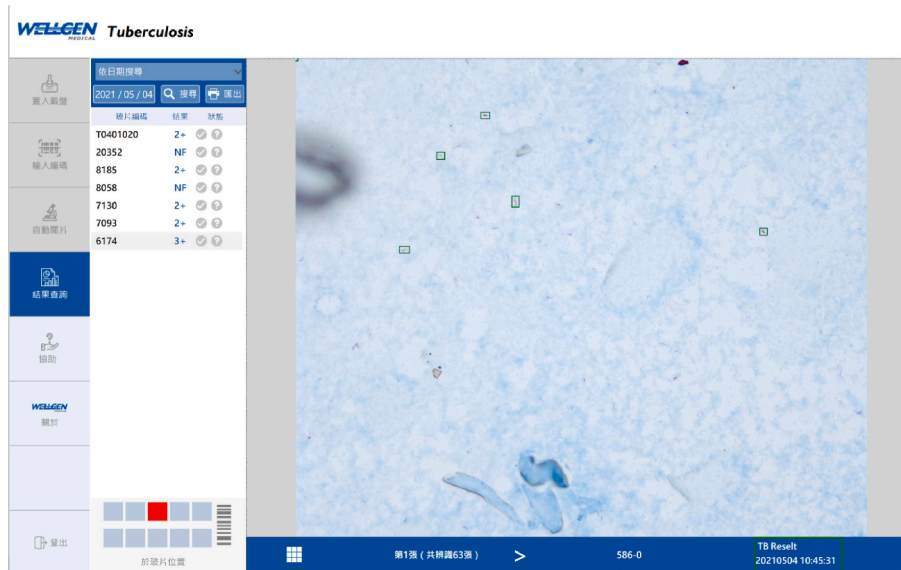 WELLGEN Tuberculosis
MEDICAL
置入載盤
輸入編碼
自動閱片
結果查詢
協助
WELLGEN
關於
登出
依日期搜尋
2021 / 05 / 04 搜尋 匯出
玻片編碼 結果 狀態
T0401020 2+
20352 NF
8185 2+
8058 NF
7130 2+
7093 2+
6174 3+
於玻片位置
第1張 ( 共辨識63張 ) > 586-0
TB Reselt
20210504 10:45:31